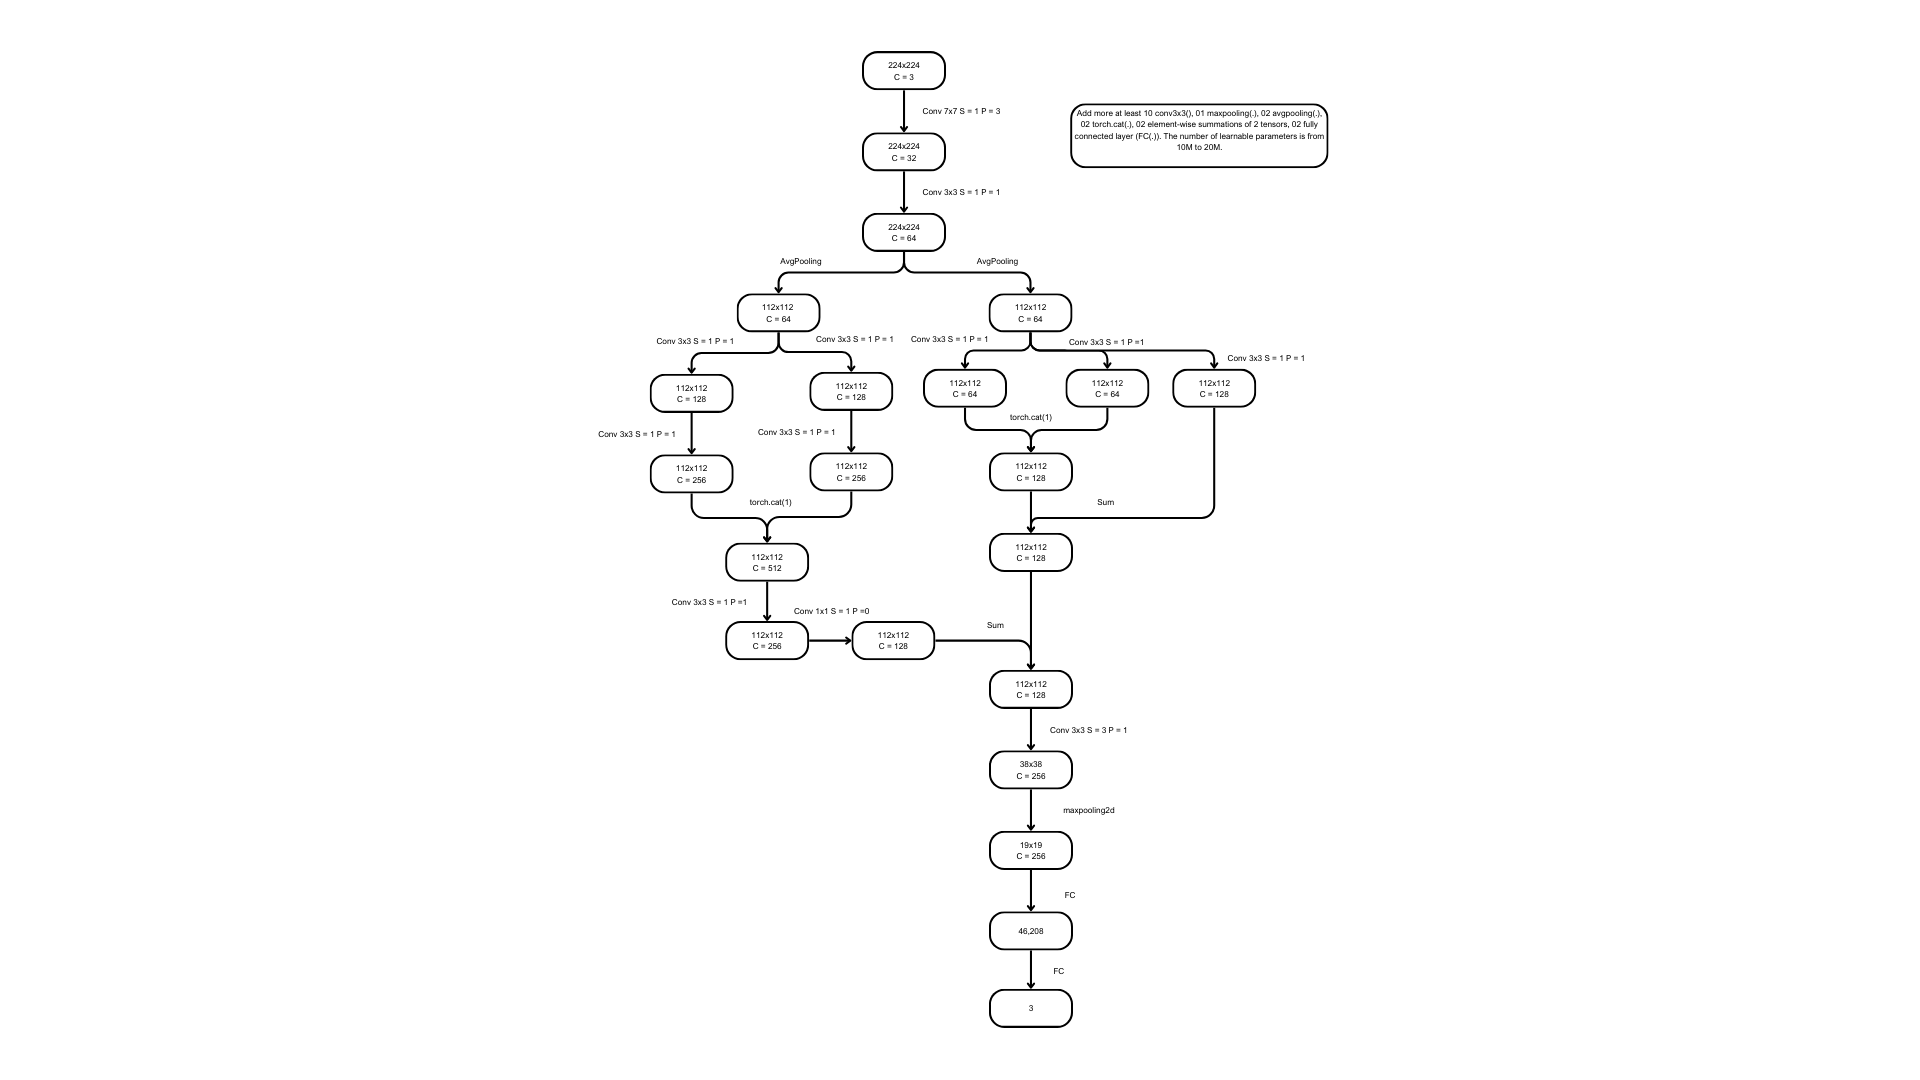 224x224
C = 3
Conv 7x7 S = 1 P = 3
Add more at least 10 conv3x3(), 01 maxpooling(.), 02 avgpooling(.),
02 torch.cat(.), 02 element-wise summations of 2 tensors, 02 fully
connected layer (FC(.)). The number of learnable parameters is from
10M to 20M.
224x224
C = 32
Conv 3x3 S = 1 P = 1
224x224
C = 64
AvgPooling
AvgPooling
112x112
C = 64
112x112
C = 64
Conv 3x3 S = 1 P = 1
Conv 3x3 S = 1 P = 1
Conv 3x3 S = 1 P = 1
Conv 3x3 S = 1 P =1
Conv 3x3 S = 1 P = 1
112x112
C = 128
112x112
C = 128
112x112
C = 64
112x112
C = 64
112x112
C = 128
torch.cat(1)
Conv 3x3 S = 1 P = 1
Conv 3x3 S = 1 P = 1
112x112
C = 256
112x112
C = 256
112x112
C = 128
torch.cat(1)
Sum
112x112
C = 512
112x112
C = 128
Conv 3x3 S = 1 P =1
Conv 1x1 S = 1 P =0
Sum
112x112
C = 256
112x112
C = 128
112x112
C = 128
Conv 3x3 S = 3 P = 1
38x38
C = 256
maxpooling2d
19x19
C = 256
FC
46,208
FC
3